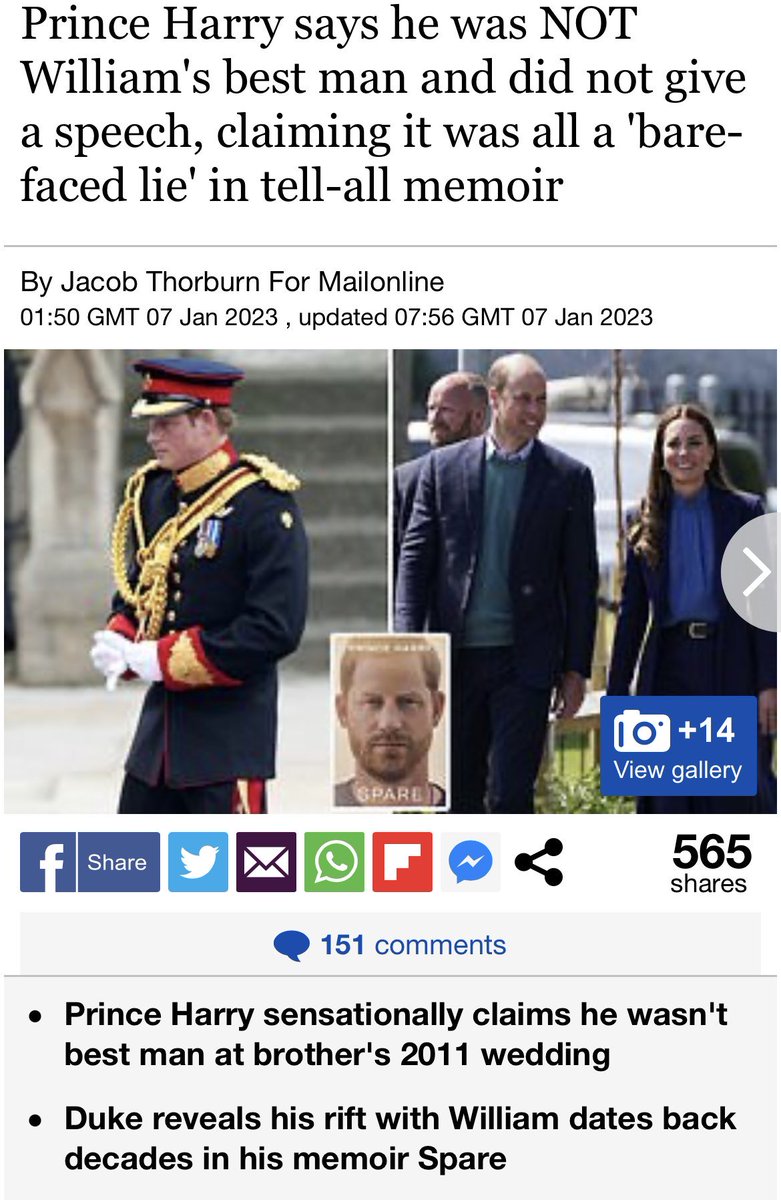 Prince Harry says he was NOT
William's best man and did not give
a speech, claiming it was all a 'bare-
faced lie' in tell-all memoir
By Jacob Thorburn For Mailonline
01:50 GMT 07 Jan 2023 , updated 07:56 GMT 07 Jan 2023
PRINCE HARRY
SPARE
+14
View gallery
f Share
565
shares
151 comments
• Prince Harry sensationally claims he wasn't
best man at brother's 2011 wedding
• Duke reveals his rift with William dates back
decades in his memoir Spare